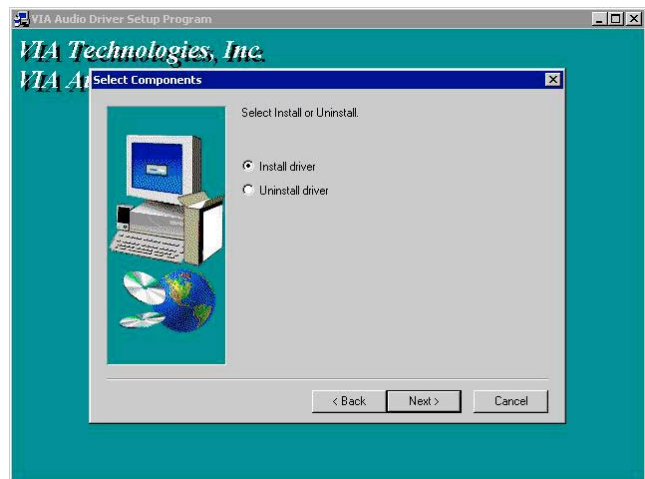 VIA Audio Driver Setup Program
VIA Technologies, Inc.
VIA
Select Components
Select Install or Uninstall.
Install driver
Uninstall driver
< Back
Next >
Cancel